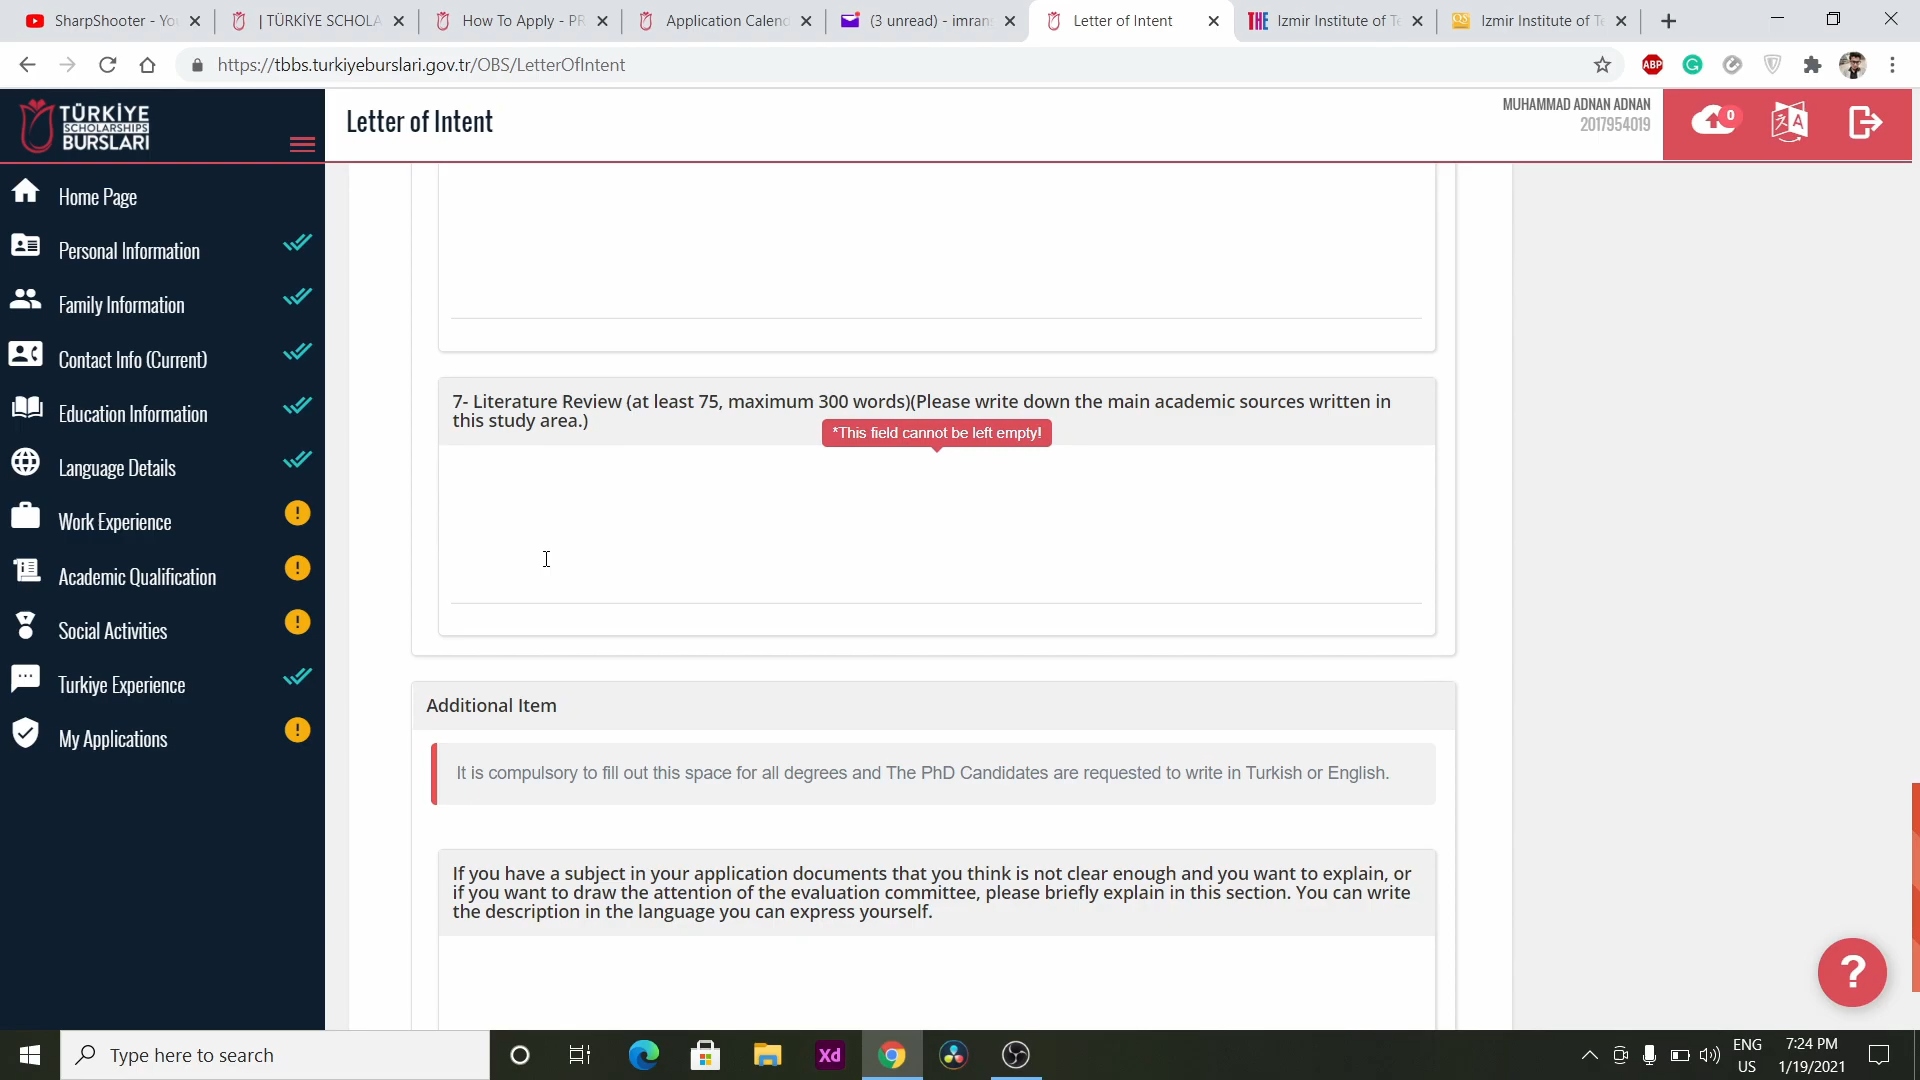 SharpShooter - Yo
| TÜRKİYE SCHOLA
How To Apply - PR
Application Calend
(3 unread) - imran
Letter of Intent
THE Izmir Institute of Te
QS Izmir Institute of Te
https://tbbs.turkiyeburslari.gov.tr/OBS/LetterOfIntent
ABP
TÜRKİYE
SCHOLARSHIPS
BURSLARI
Letter of Intent
MUHAMMAD ADNAN ADNAN
2017954019
0
A
Home Page
Personal Information
Family Information
Contact Info (Current)
Education Information
Language Details
Work Experience
Academic Qualification
Social Activities
Turkiye Experience
My Applications
7- Literature Review (at least 75, maximum 300 words)(Please write down the main academic sources written in
this study area.)
*This field cannot be left empty!
Additional Item
It is compulsory to fill out this space for all degrees and The PhD Candidates are requested to write in Turkish or English.
If you have a subject in your application documents that you think is not clear enough and you want to explain, or
if you want to draw the attention of the evaluation committee, please briefly explain in this section. You can write
the description in the language you can express yourself.
?
Type here to search
Xd
ENG
US
7:24 PM
1/19/2021